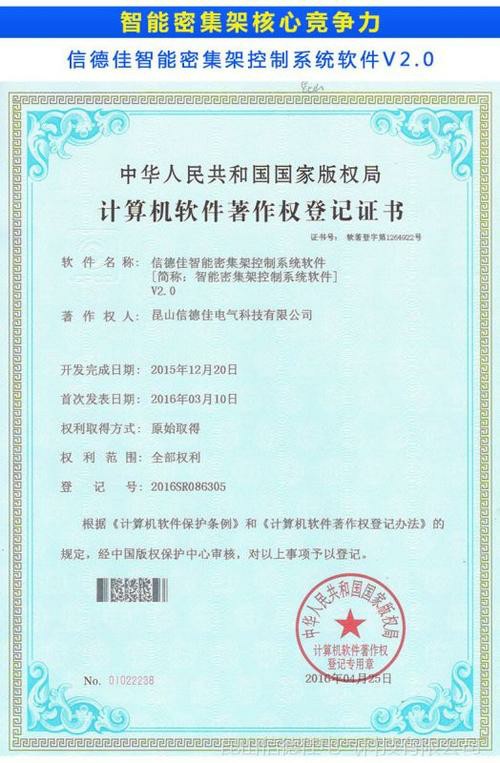 智能密集架核心竞争力
信德佳智能密集架控制系统软件V2.0
中华人民共和国国家版权局
计算机软件著作权登记证书
证书号： 软著登字第1264922号
软件名称： 信德佳智能密集架控制系统软件
[简称：智能密集架控制系统软件]
V2.0
著作权人： 昆山信德佳电气科技有限公司
开发完成日期： 2015年12月20日
首次发表日期： 2016年03月10日
权利取得方式： 原始取得
权利范围： 全部权利
登记号： 2016SR086305
根据《计算机软件保护条例》和《计算机软件著作权登记办法》的
规定，经中国版权保护中心审核，对以上事项予以登记。
中华人民共和国国家版权局
计算机软件著作权
登记专用章
No. 01022238
2016年04月25日
昆山信德佳电气科技有限公司